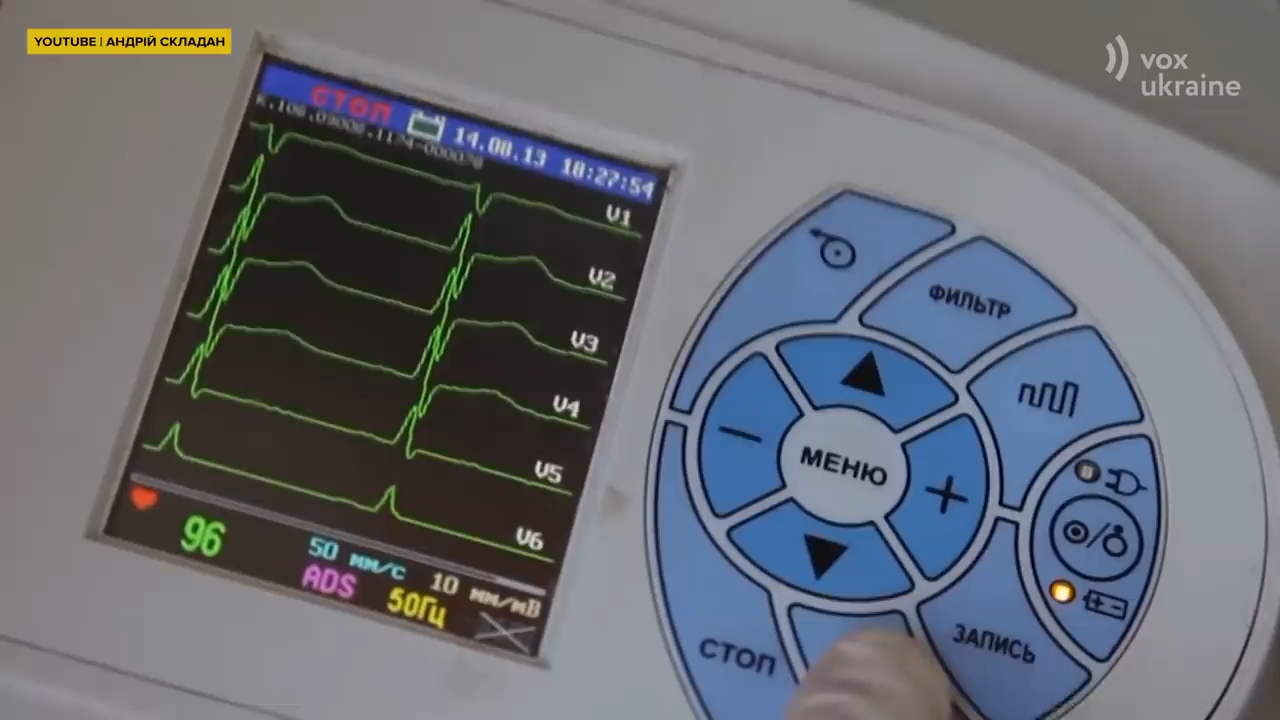 YOUTUBE | АНДРІЙ СКЛАДАН
vox
ukraine
СТОП 14.08.13 18:27:54
V1
V2
V3
V4
V5
V6
96
50 мм/с 10 мм/мВ
ADS 50Гц
ФИЛЬТР
МЕНЮ
СТОП
ЗАПИСЬ